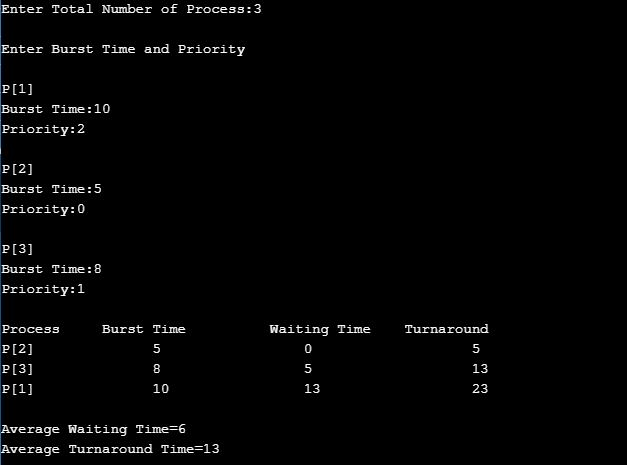 Enter Total Number of Process:3
Enter Burst Time and Priority
P[1]
Burst Time:10
Priority:2
P[2]
Burst Time:5
Priority:0
P[3]
Burst Time:8
Priority:1
Process Burst Time Waiting Time Turnaround
P[2] 5 0 5
P[3] 8 5 13
P[1] 10 13 23
Average Waiting Time=6
Average Turnaround Time=13